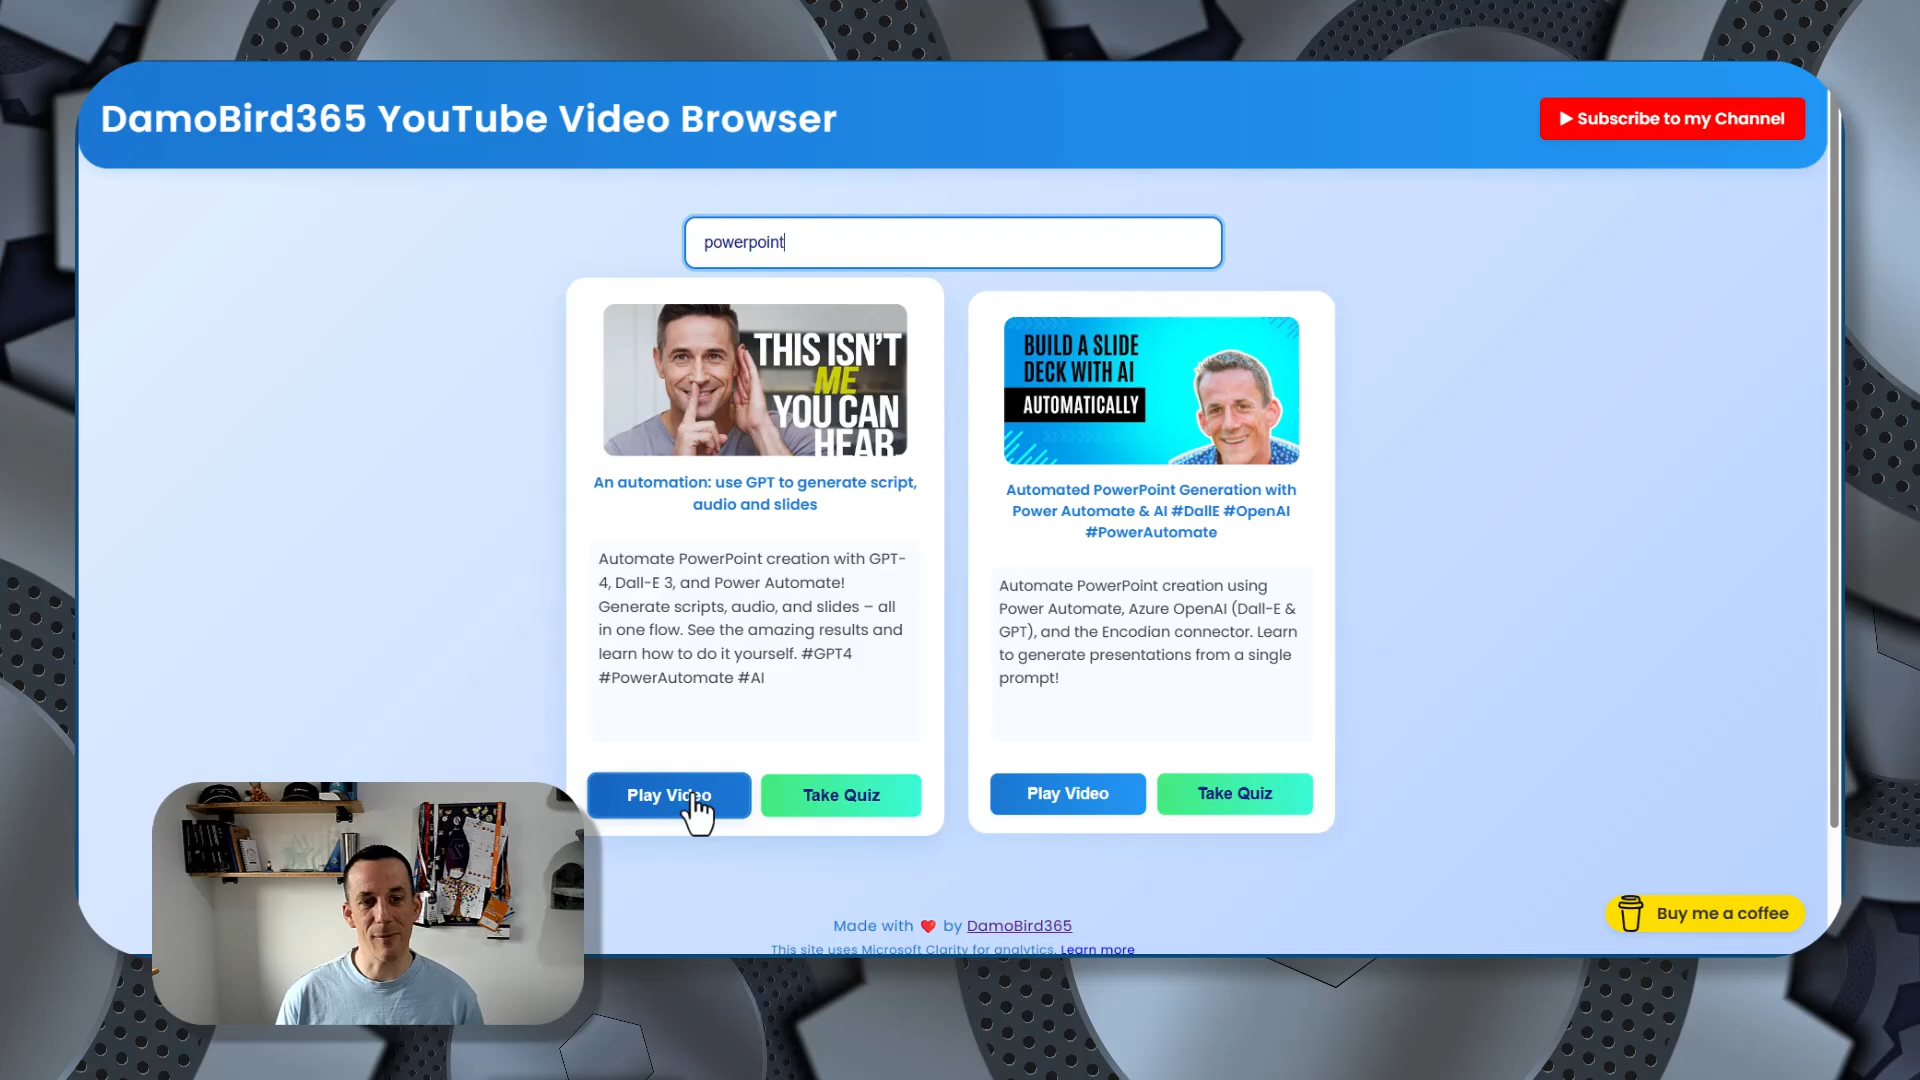 DamoBird365 YouTube Video Browser
Subscribe to my Channel
powerpoint
THIS ISN'T
ME
YOU CAN
HEAR
An automation: use GPT to generate script,
audio and slides
Automate PowerPoint creation with GPT-
4, Dall-E 3, and Power Automate!
Generate scripts, audio, and slides – all
in one flow. See the amazing results and
learn how to do it yourself. #GPT4
#PowerAutomate #AI
Play Video
Take Quiz
BUILD A SLIDE
DECK WITH AI
AUTOMATICALLY
Automated PowerPoint Generation with
Power Automate & AI #DallE #OpenAI
#PowerAutomate
Automate PowerPoint creation using
Power Automate, Azure OpenAI (Dall-E &
GPT), and the Encodian connector. Learn
to generate presentations from a single
prompt!
Play Video
Take Quiz
Made with ❤️ by DamoBird365
This site uses Microsoft Clarity for analytics. Learn more
Buy me a coffee